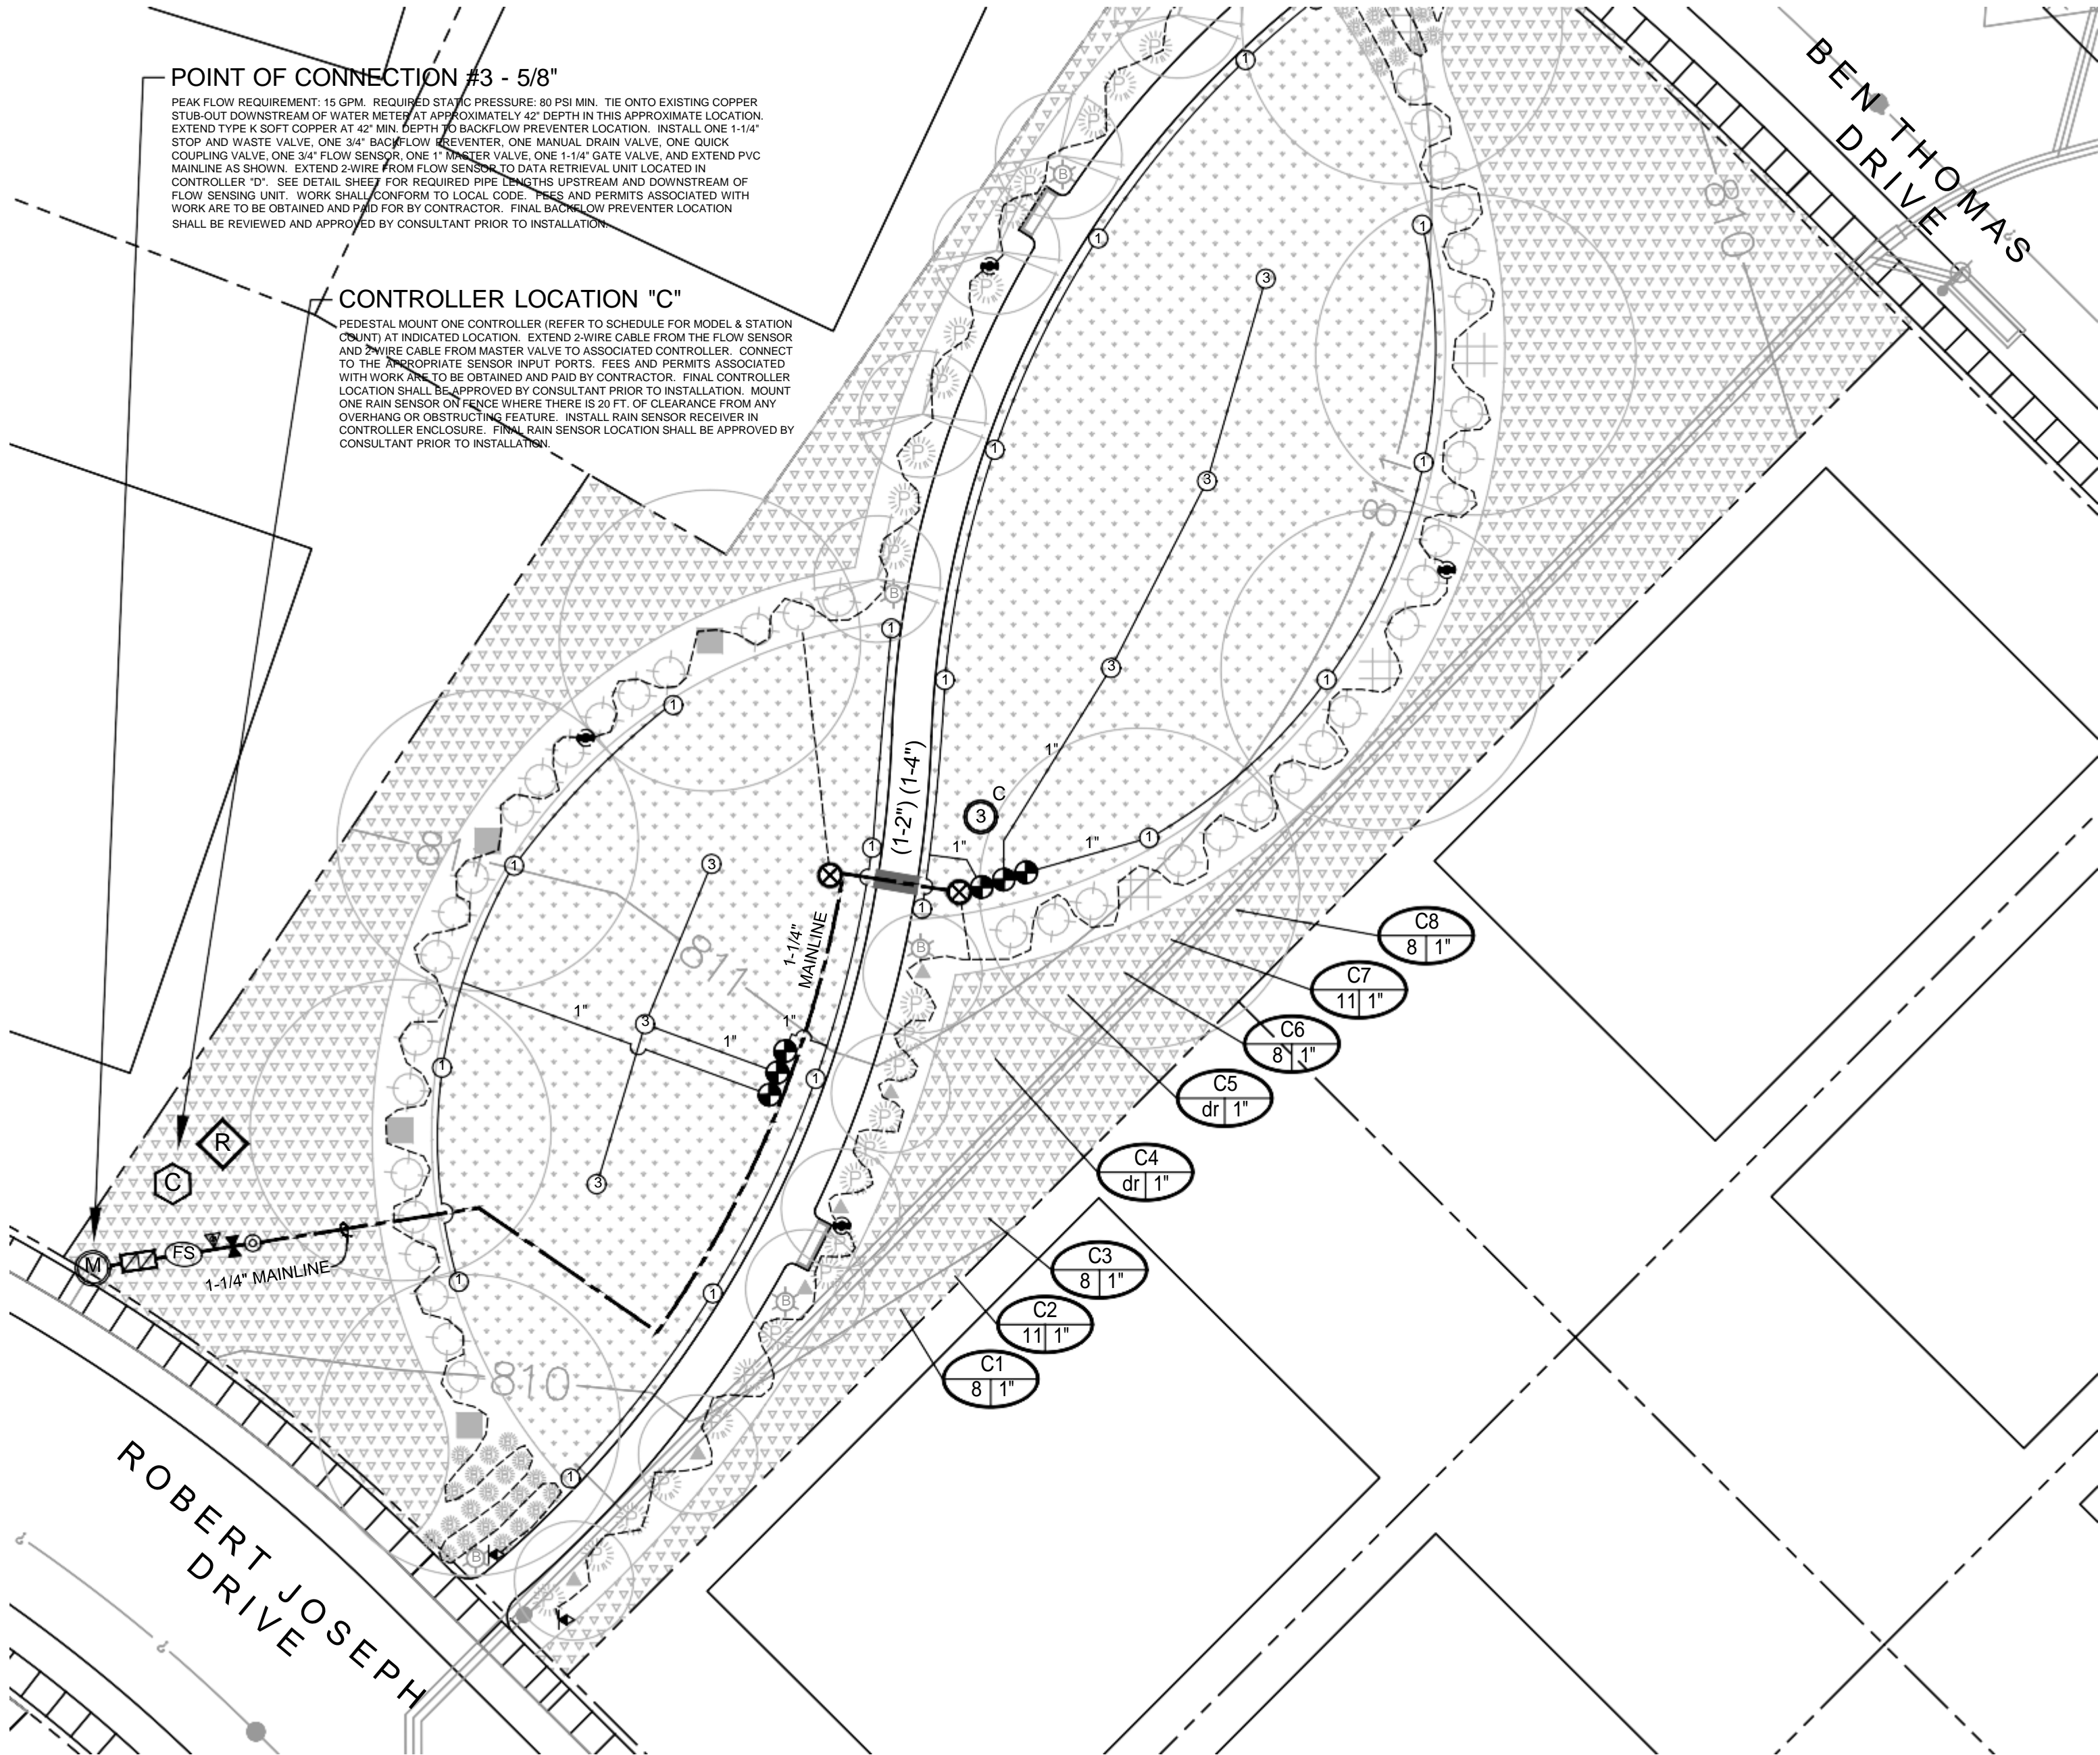 POINT OF CONNECTION #3 - 5/8"
PEAK FLOW REQUIREMENT: 15 GPM. REQUIRED STATIC PRESSURE: 80 PSI MIN. TIE ONTO EXISTING COPPER
STUB-OUT DOWNSTREAM OF WATER METER AT APPROXIMATELY 42" DEPTH IN THIS APPROXIMATE LOCATION.
EXTEND TYPE K SOFT COPPER AT 42" MIN. DEPTH TO BACKFLOW PREVENTER LOCATION. INSTALL ONE 1-1/4"
STOP AND WASTE VALVE, ONE 3/4" BACKFLOW PREVENTER, ONE MANUAL DRAIN VALVE, ONE QUICK
COUPLING VALVE, ONE 3/4" FLOW SENSOR, ONE 1" MASTER VALVE, ONE 1-1/4" GATE VALVE, AND EXTEND PVC
MAINLINE AS SHOWN. EXTEND 2-WIRE FROM FLOW SENSOR TO DATA RETRIEVAL UNIT LOCATED IN
CONTROLLER "D". SEE DETAIL SHEET FOR REQUIRED PIPE LENGTHS UPSTREAM AND DOWNSTREAM OF
FLOW SENSING UNIT. WORK SHALL CONFORM TO LOCAL CODE. FEES AND PERMITS ASSOCIATED WITH
WORK ARE TO BE OBTAINED AND PAID FOR BY CONTRACTOR. FINAL BACKFLOW PREVENTER LOCATION
SHALL BE REVIEWED AND APPROVED BY CONSULTANT PRIOR TO INSTALLATION.
CONTROLLER LOCATION "C"
PEDESTAL MOUNT ONE CONTROLLER (REFER TO SCHEDULE FOR MODEL & STATION
COUNT) AT INDICATED LOCATION. EXTEND 2-WIRE CABLE FROM THE FLOW SENSOR
AND 2-WIRE CABLE FROM MASTER VALVE TO ASSOCIATED CONTROLLER. CONNECT
TO THE APPROPRIATE SENSOR INPUT PORTS. FEES AND PERMITS ASSOCIATED
WITH WORK ARE TO BE OBTAINED AND PAID BY CONTRACTOR. FINAL CONTROLLER
LOCATION SHALL BE APPROVED BY CONSULTANT PRIOR TO INSTALLATION. MOUNT
ONE RAIN SENSOR ON FENCE WHERE THERE IS 20 FT. OF CLEARANCE FROM ANY
OVERHANG OR OBSTRUCTING FEATURE. INSTALL RAIN SENSOR RECEIVER IN
CONTROLLER ENCLOSURE. FINAL RAIN SENSOR LOCATION SHALL BE APPROVED BY
CONSULTANT PRIOR TO INSTALLATION.
BEN THOMAS
DRIVE
810
811
(1-2") (1-4")
C
3
1"
1"
1"
1-1/4"
MAINLINE
811
1"
1"
1"
C8
8 1"
C7
11 1"
C6
8 1"
C5
dr 1"
C4
dr 1"
C3
8 1"
C2
11 1"
C1
8 1"
R
C
M
FS
1-1/4" MAINLINE
810
ROBERT JOSEPH
DRIVE